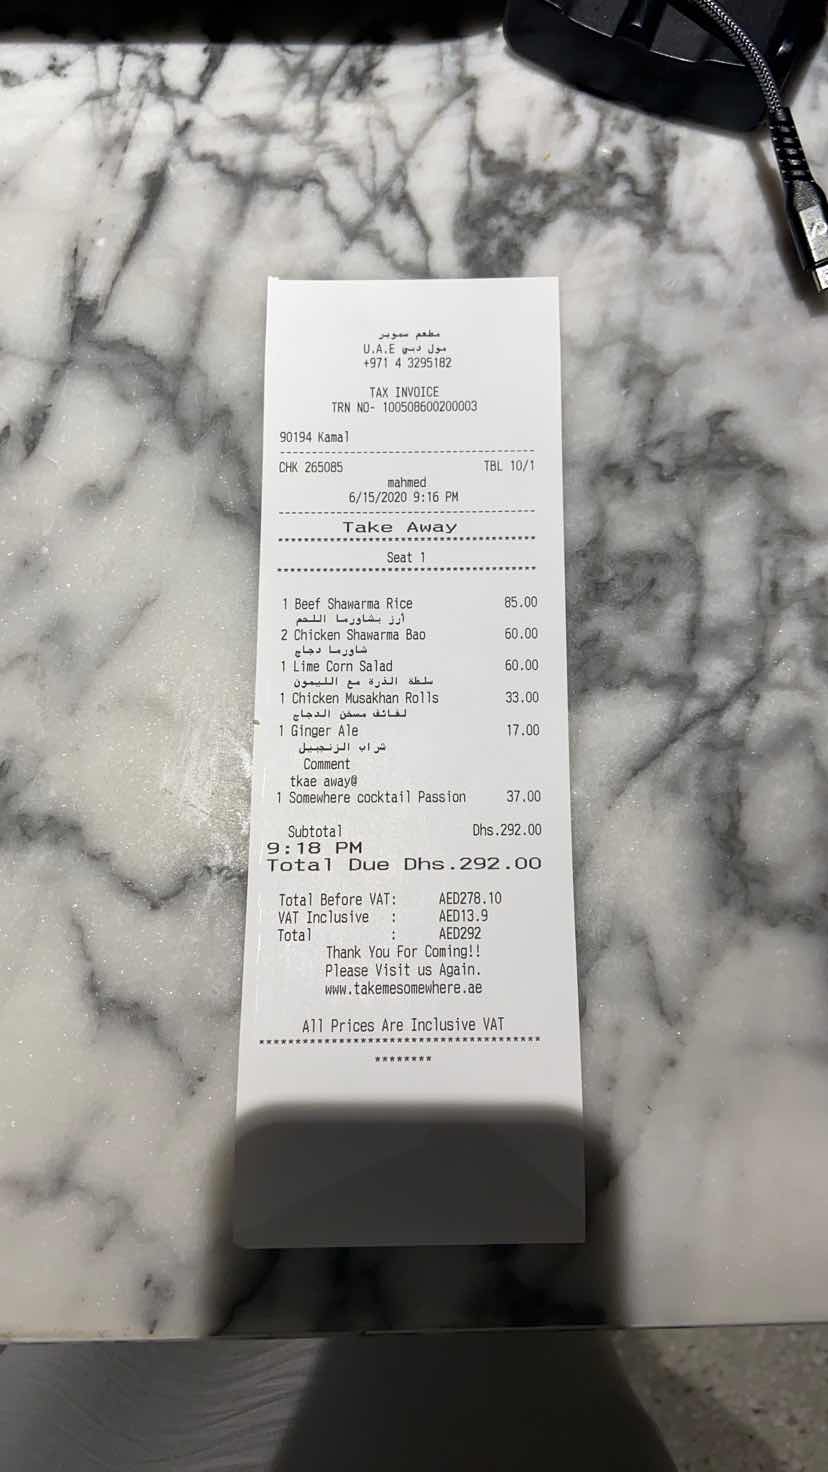 مطعم سموير
مول دبي U.A.E
+971 4 3295182
TAX INVOICE
TRN NO- 100508600200003
90194 Kamal
CHK 265085 TBL 10/1
mahmed
6/15/2020 9:16 PM
Take Away
Seat 1
1 Beef Shawarma Rice 85.00
أرز بشاورما اللحم
2 Chicken Shawarma Bao 60.00
شاورما دجاج
1 Lime Corn Salad 60.00
سلطة الذرة مع الليمون
1 Chicken Musakhan Rolls 33.00
لفائف مسخن الدجاج
1 Ginger Ale 17.00
شراب الزنجبيل
Comment
tkae away@
1 Somewhere cocktail Passion 37.00
Subtotal Dhs.292.00
9:18 PM
Total Due Dhs.292.00
Total Before VAT: AED278.10
VAT Inclusive : AED13.9
Total : AED292
Thank You For Coming!!
Please Visit us Again.
www.takemesomewhere.ae
All Prices Are Inclusive VAT